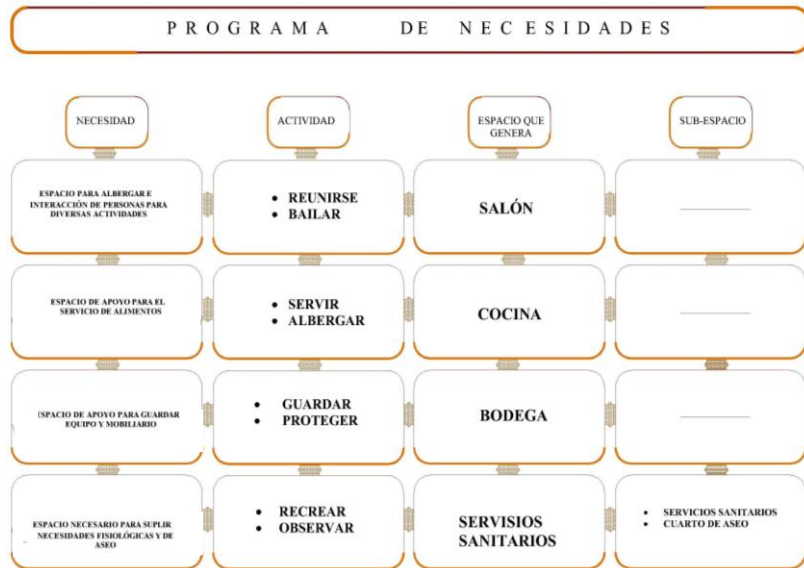 PROGRAMA DE NECESIDADES
NECESIDAD
ACTIVIDAD
ESPACIO QUE
GENERA
SUB-ESPACIO
ESPACIO PARA ALBERGAR E
INTERACCIÓN DE PERSONAS PARA
DIVERSAS ACTIVIDADES
• REUNIRSE
• BAILAR
SALÓN
ESPACIO DE APOYO PARA EL
SERVICIO DE ALIMENTOS
• SERVIR
• ALBERGAR
COCINA
ESPACIO DE APOYO PARA GUARDAR
EQUIPO Y MOBILIARIO
• GUARDAR
• PROTEGER
BODEGA
ESPACIO NECESARIO PARA SUPLIR
NECESIDADES FISIOLÓGICAS Y DE
ASEO
• RECREAR
• OBSERVAR
SERVISIOS
SANITARIOS
• SERVICIOS SANITARIOS
• CUARTO DE ASEO